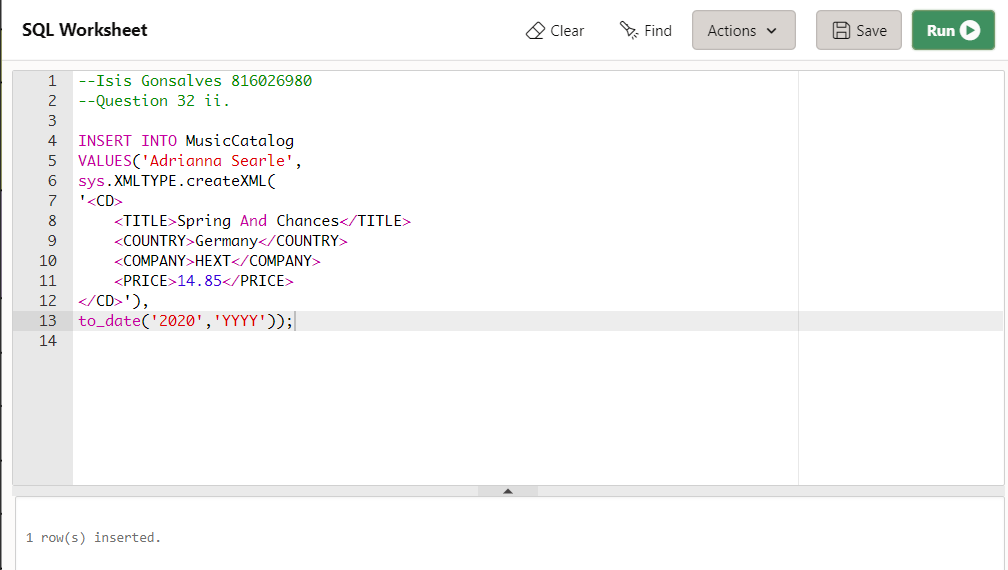 SQL Worksheet
Clear
Find
Actions
Save
Run
1 --Isis Gonsalves 816026980
2 --Question 32 ii.
3
4 INSERT INTO MusicCatalog
5 VALUES('Adrianna Searle',
6 sys.XMLTYPE.createXML(
7 '<CD>
8     <TITLE>Spring And Chances</TITLE>
9     <COUNTRY>Germany</COUNTRY>
10     <COMPANY>HEXT</COMPANY>
11     <PRICE>14.85</PRICE>
12 </CD>'),
13 to_date('2020','YYYY'));
14
1 row(s) inserted.